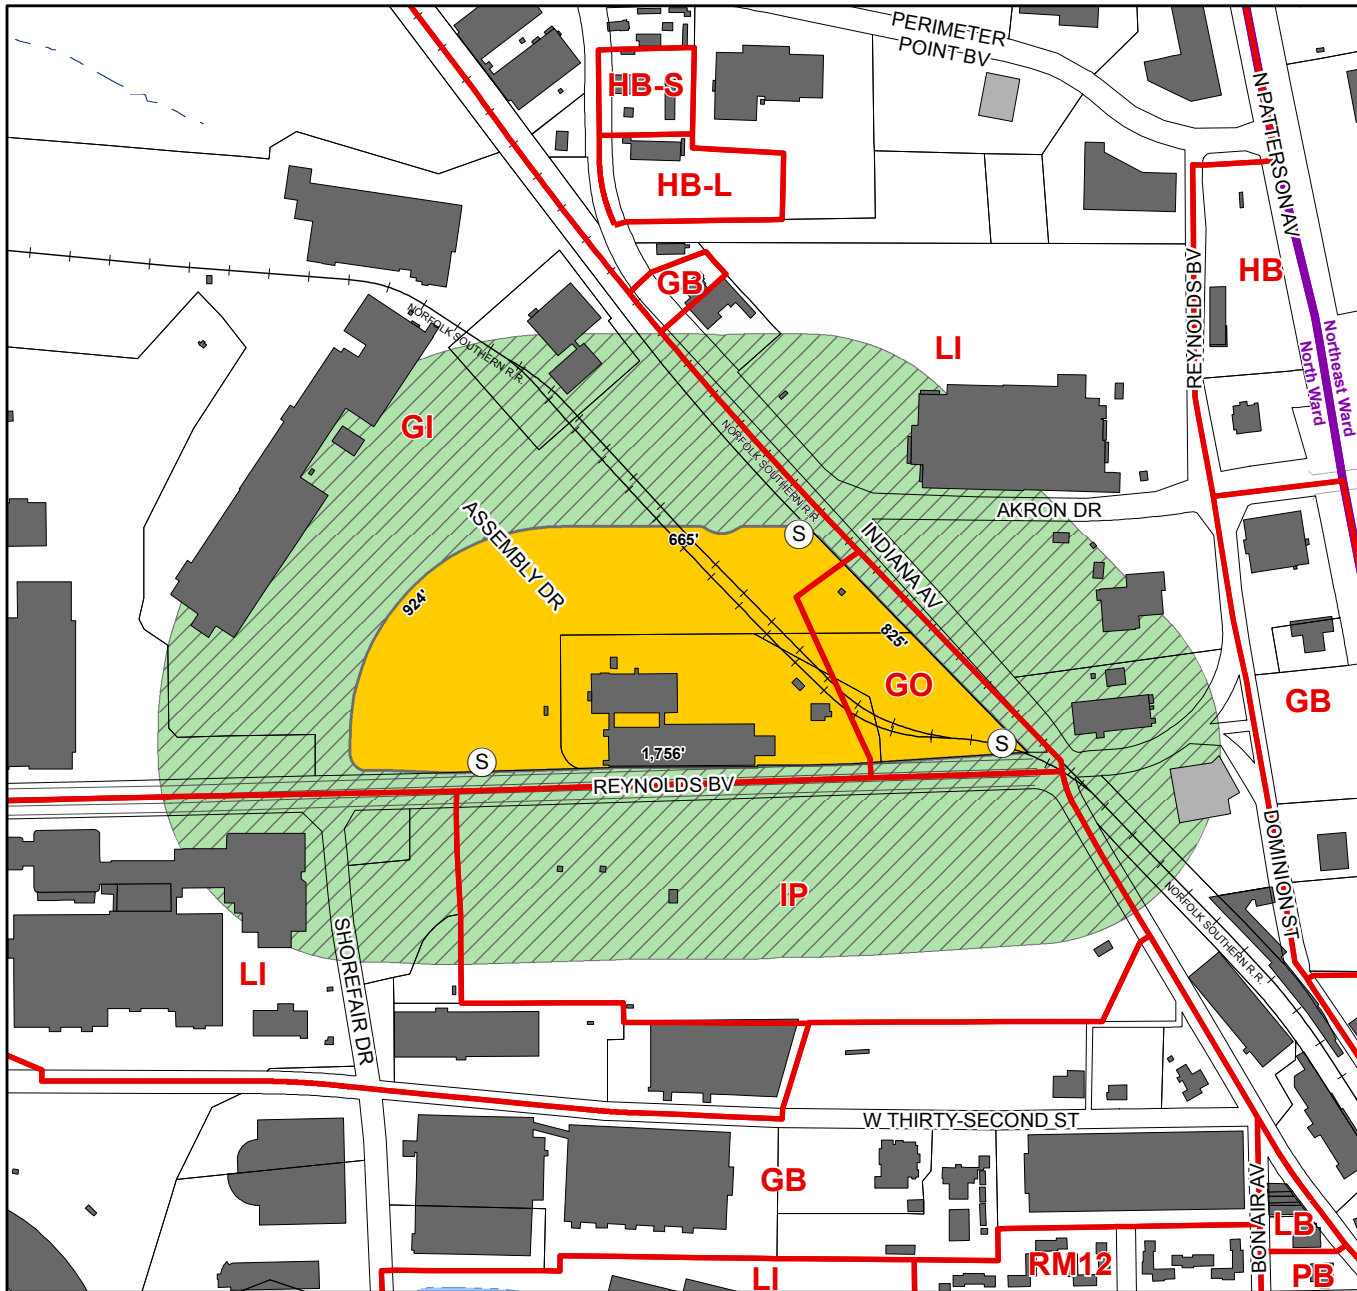 PERIMETER
POINT BV
HB-S
N PATTERSON AV
HB-L
REYNOLDS BV
HB
GB
NORFOLK SOUTHERN R.R.
LI
Northeast Ward
North Ward
GI
NORFOLK SOUTHERN R.R.
ASSEMBLY DR
AKRON DR
665'
S
INDIANA AV
924'
825'
GO
GB
S
1,756'
S
REYNOLDS BV
DOMINION ST
IP
NORFOLK SOUTHERN R.R.
SHOREFAIR DR
LI
W THIRTY-SECOND ST
GB
BONAIR AV
LB
RM12
LI
PB